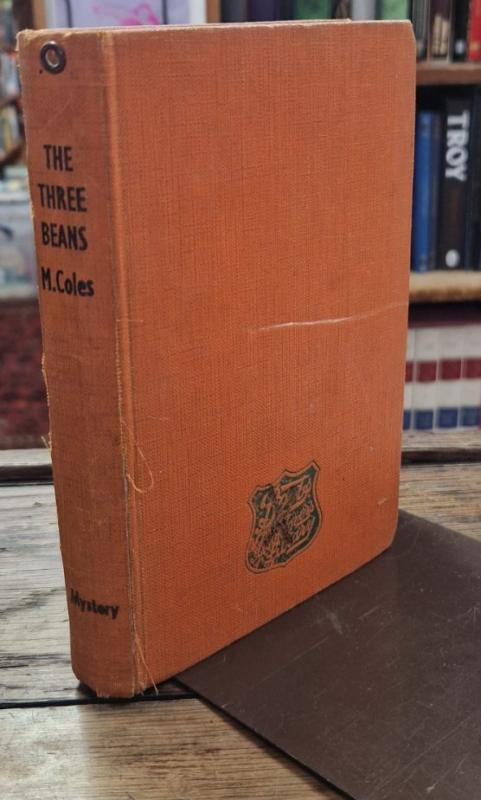 THE
THREE
BEANS
M.Coles
Mystery
TROY